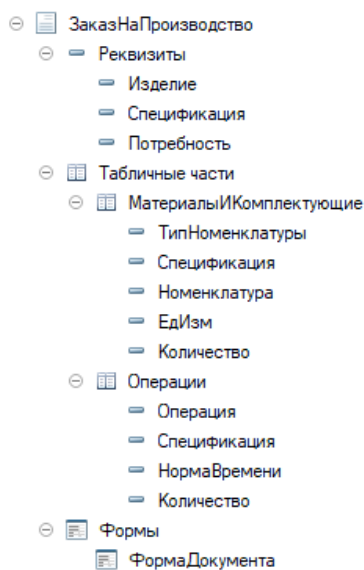 ЗаказНаПроизводство
Реквизиты
Изделие
Спецификация
Потребность
Табличные части
МатериалыИКомплектующие
ТипНоменклатуры
Спецификация
Номенклатура
ЕдИзм
Количество
Операции
Операция
Спецификация
НормаВремени
Количество
Формы
ФормаДокумента